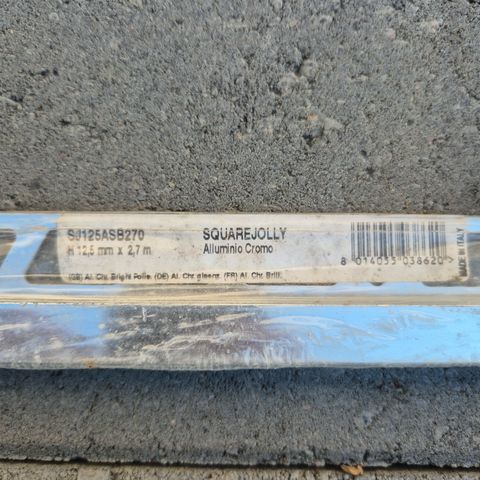 SJ125ASB270
H 12,5 mm x 2,7 m
SQUAREJOLLY
Alluminio Cromo
(GB) Al. Chr. Bright Polis. (DE) Al. Chr glaenz. (FR) Al. Chr. Brill.
8 014033 038620 >
MADE IN ITALY